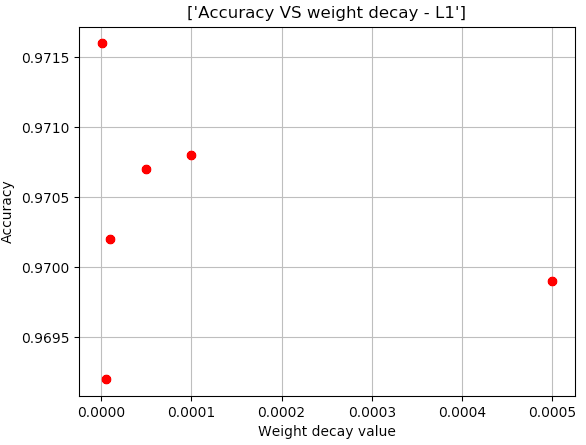 ['Accuracy VS weight decay - L1']
Accuracy
0.9715
0.9710
0.9705
0.9700
0.9695
0.0000 0.0001 0.0002 0.0003 0.0004 0.0005
Weight decay value